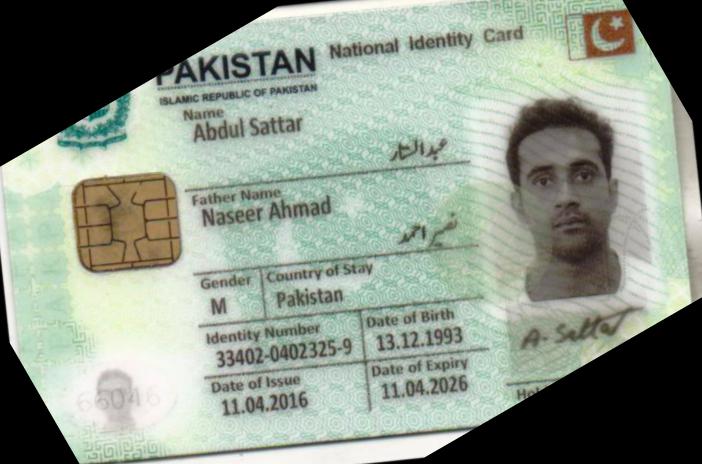 PAKISTAN National Identity Card
ISLAMIC REPUBLIC OF PAKISTAN
Name
Abdul Sattar
عبدالستار
Father Name
Naseer Ahmad
نصیر احمد
Gender Country of Stay
M Pakistan
Identity Number Date of Birth
33402-0402325-9 13.12.1993
Date of Issue Date of Expiry
11.04.2016 11.04.2026
A. Sattar
66046